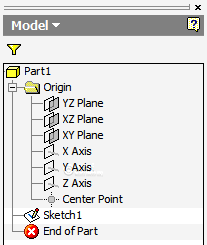 Model
Part1
Origin
YZ Plane
XZ Plane
XY Plane
X Axis
Y Axis
Z Axis
Center Point
Sketch1
End of Part